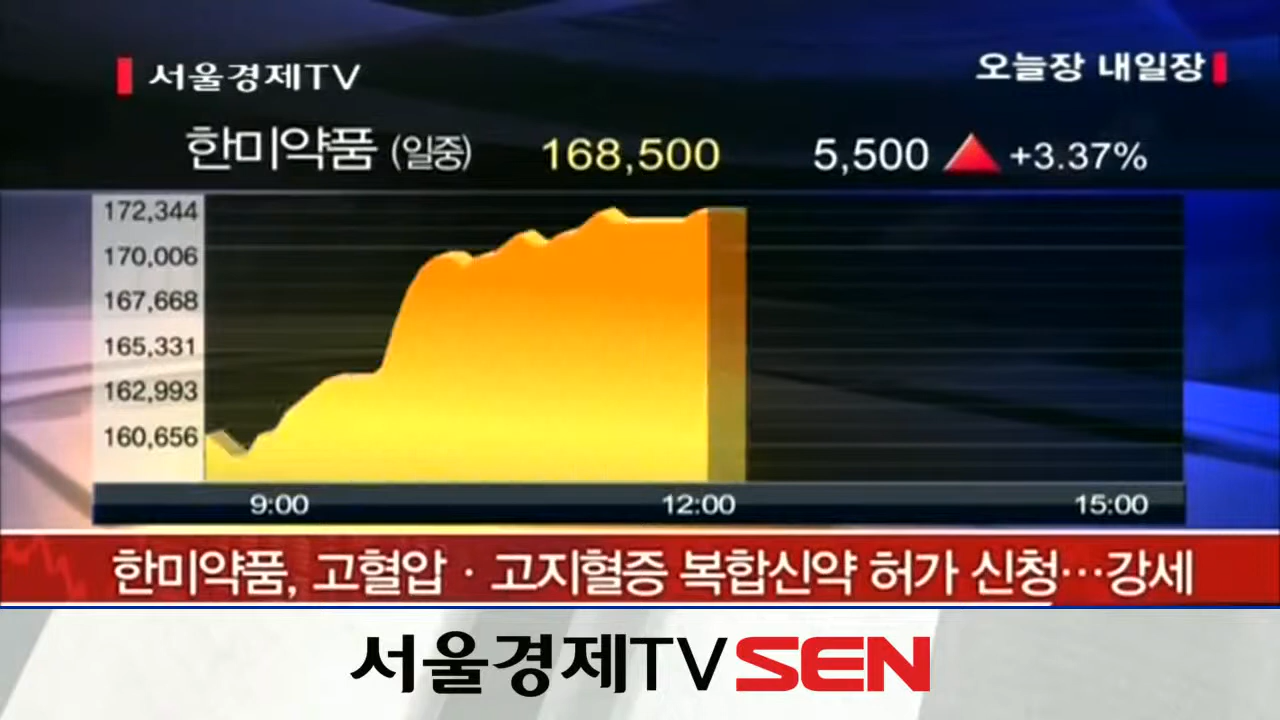 서울경제TV
오늘장 내일장
한미약품 (일중) 168,500 5,500 ▲ +3.37%
172,344
170,006
167,668
165,331
162,993
160,656
9:00 12:00 15:00
한미약품, 고혈압 · 고지혈증 복합신약 허가 신청…강세
서울경제TV SEN